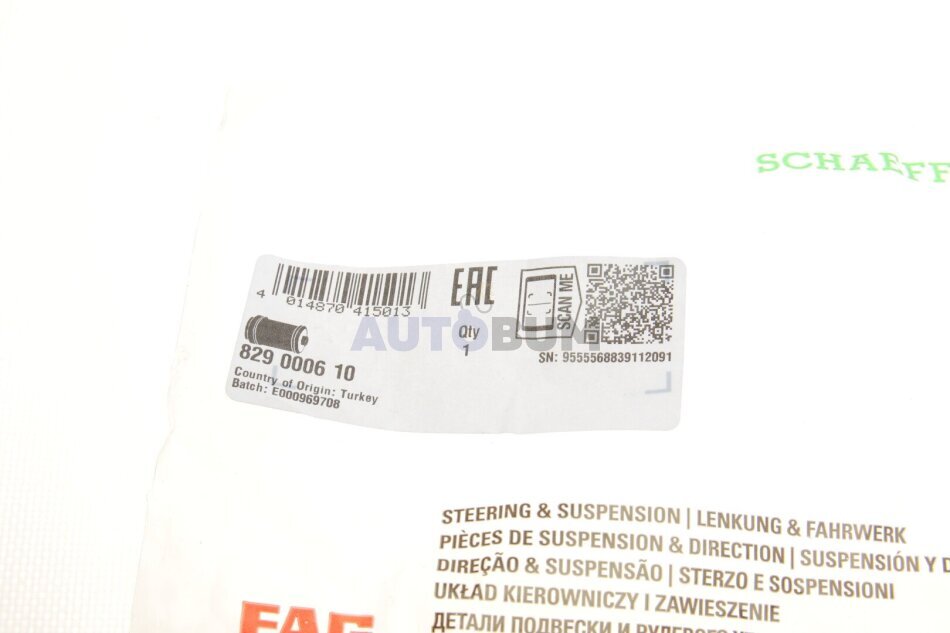 SCHAEFF
4 014870 415013
EAC
SCAN ME
AUTOBUM
Qty
1
829 0006 10
SN: 9555568839112091
Country of Origin: Turkey
Batch: E000969708
STEERING & SUSPENSION | LENKUNG & FAHRWERK
PIÈCES DE SUSPENSION & DIRECTION | SUSPENSIÓN Y D
DIREÇÃO & SUSPENSÃO | STERZO E SOSPENSIONI
UKŁAD KIEROWNICZY I ZAWIESZENIE
ДЕТАЛИ ПОДВЕСКИ И РУЛЕВОГО
FAG